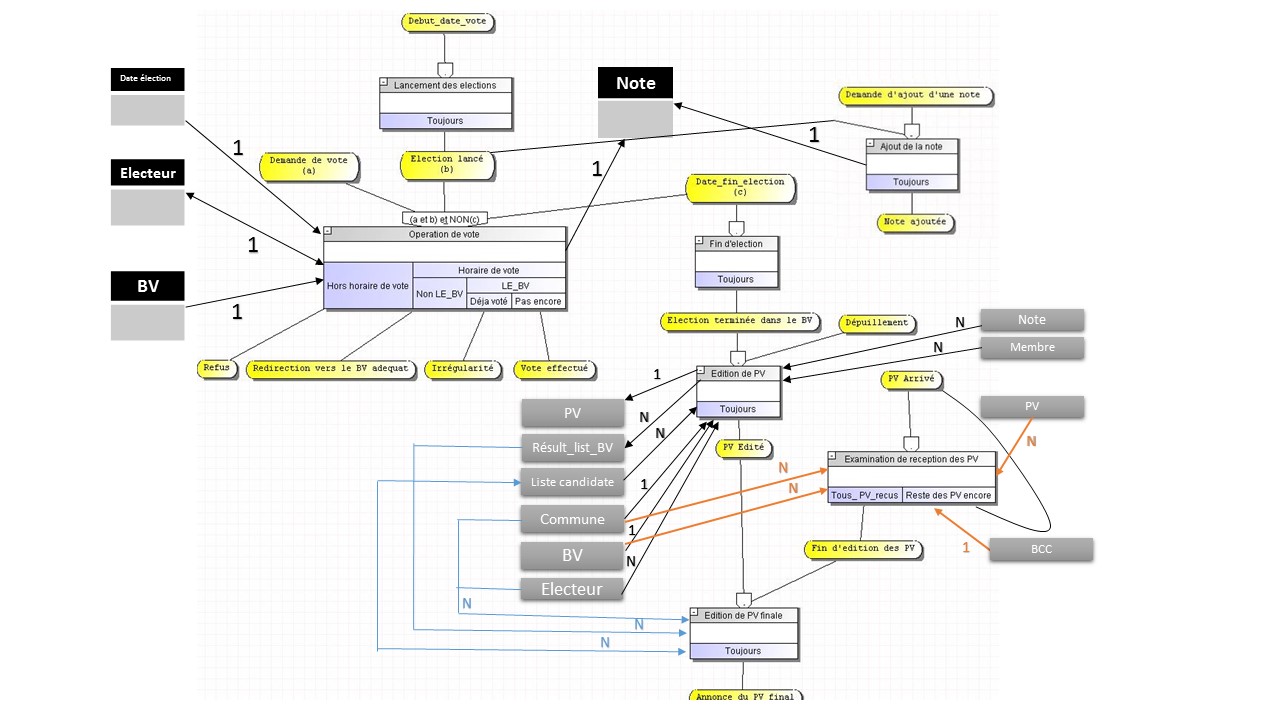 Debut_date_vote
Date élection
Lancement des elections
Toujours
Note
Demande d'ajout d'une note
1
1
Ajout de la note
Toujours
Demande de vote
(a)
Election lancé
(b)
Electeur
1
Date_fin_election
(c)
Note ajoutée
(a et b) et NON(c)
Operation de vote
1
Fin d'election
Toujours
Hors horaire de vote
Horaire de vote
Non LE_BV
LE_BV
Déja voté
Pas encore
BV
1
Election terminée dans le BV
Dépuillement
N
Note
N
Membre
Refus
Redirection vers le BV adequat
Irrégularité
Vote effectué
Edition de PV
Toujours
1
PV Arrivé
PV
N
PV
N
N
Résult_list_BV
PV Edité
Examination de reception des PV
Tous_ PV_recus
Reste des PV encore
N
Liste candidate
1
N
Commune
1
BV
N
Fin d'edition des PV
1
BCC
Electeur
N
Edition de PV finale
Toujours
N
N
Annonce du PV final